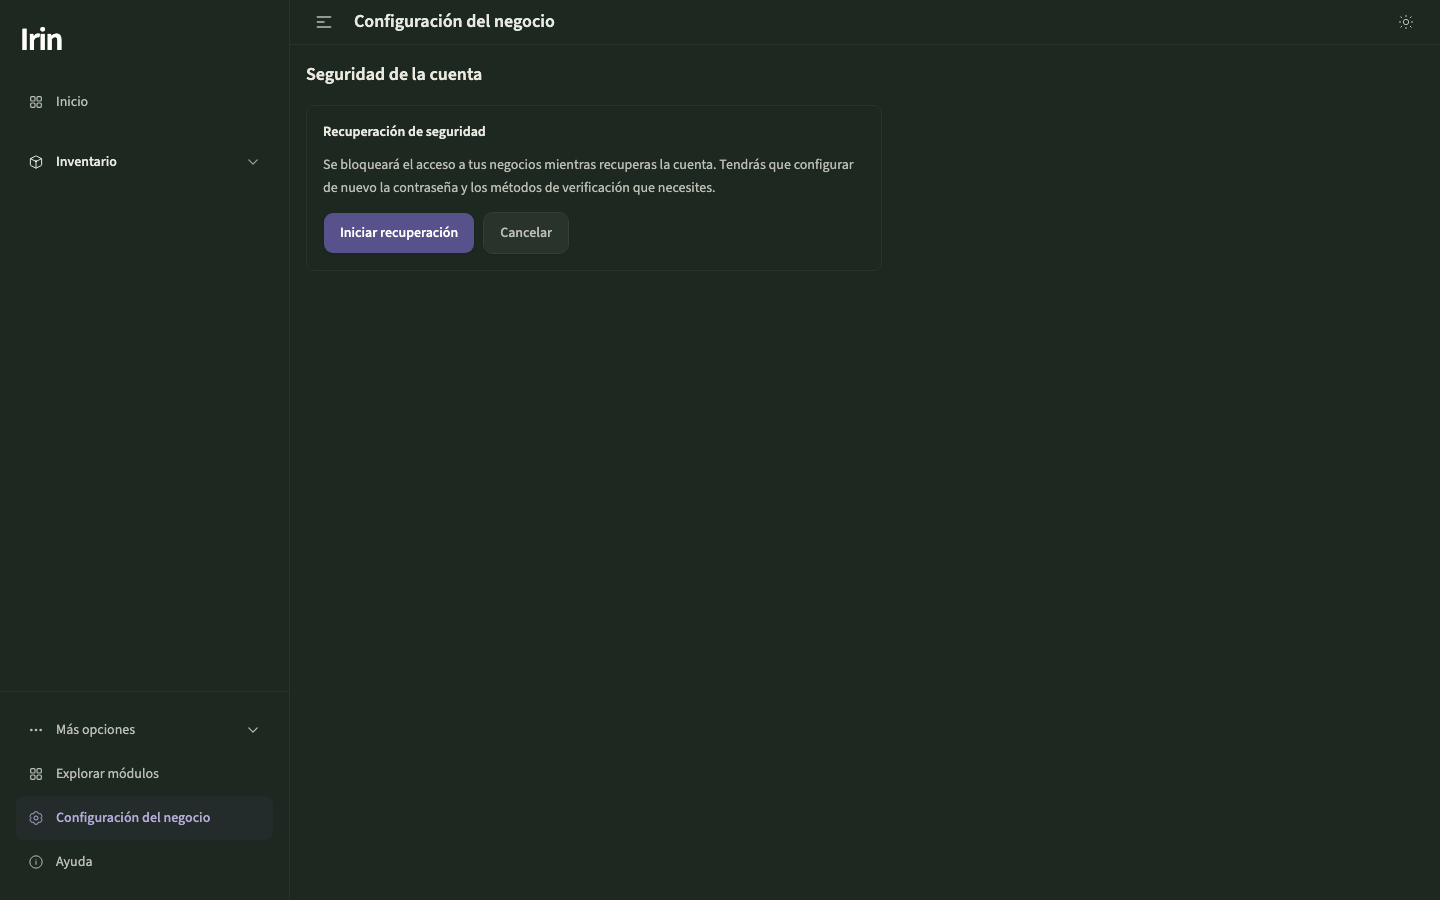 Irin
Inicio
Inventario
Más opciones
Explorar módulos
Configuración del negocio
Ayuda
Configuración del negocio
Seguridad de la cuenta
Recuperación de seguridad
Se bloqueará el acceso a tus negocios mientras recuperas la cuenta. Tendrás que configurar
de nuevo la contraseña y los métodos de verificación que necesites.
Iniciar recuperación
Cancelar